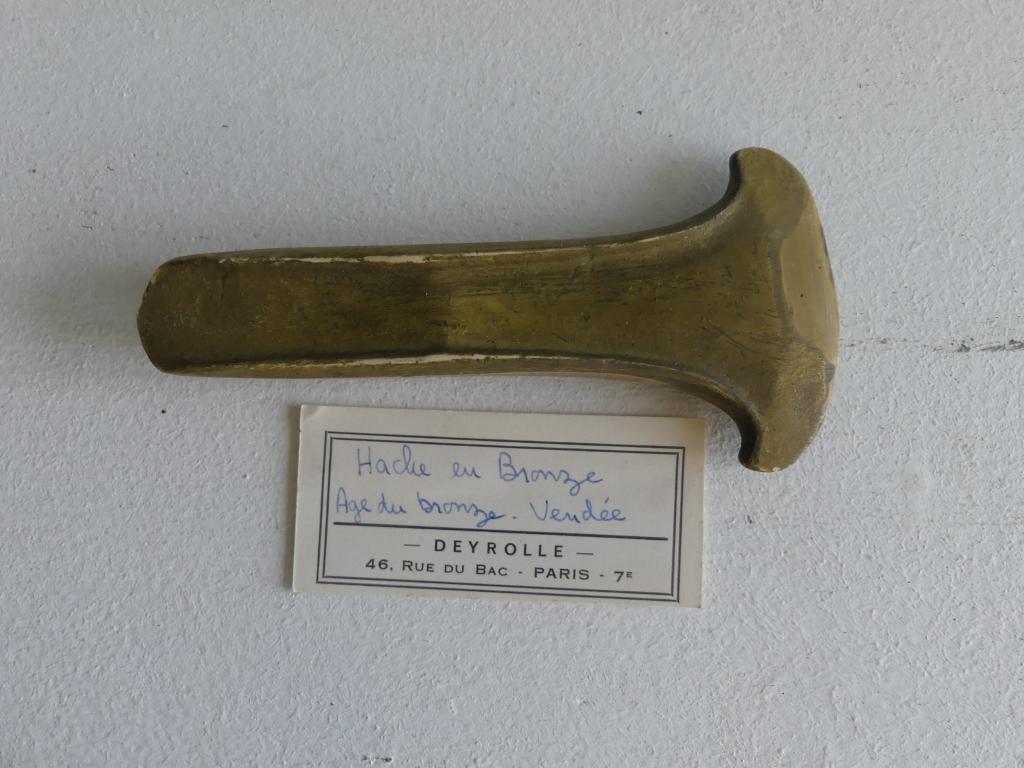 Hache en Bronze
Age du bronze. Vendée
— DEYROLLE —
46, RUE DU BAC - PARIS - 7E